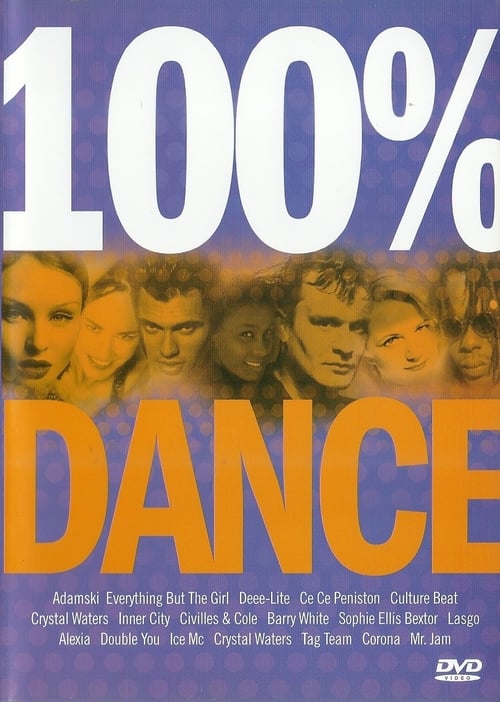 100%
DANCE
Adamski Everything But The Girl Deee-Lite Ce Ce Peniston Culture Beat
Crystal Waters Inner City Civilles & Cole Barry White Sophie Ellis Bextor Lasgo
Alexia Double You Ice Mc Crystal Waters Tag Team Corona Mr. Jam
DVD
VIDEO